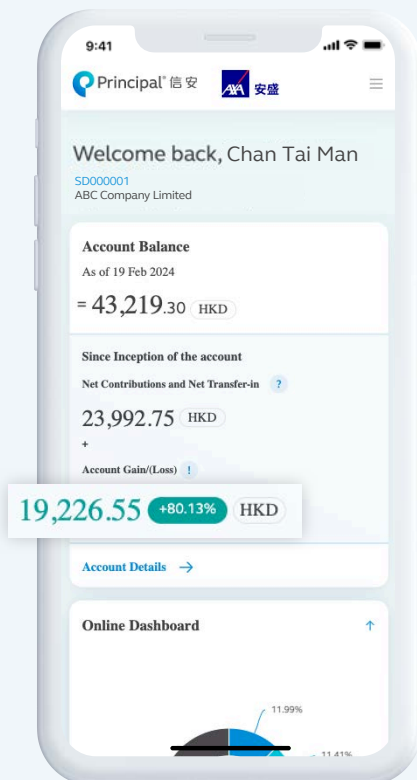 9:41
Principal® 信安 AXA 安盛
Welcome back, Chan Tai Man
SD000001
ABC Company Limited
Account Balance
As of 19 Feb 2024
= 43,219.30 HKD
Since Inception of the account
Net Contributions and Net Transfer-in ?
23,992.75 HKD
+
Account Gain/(Loss) !
19,226.55 +80.13% HKD
Account Details →
Online Dashboard ↑
11.99%
11.41%